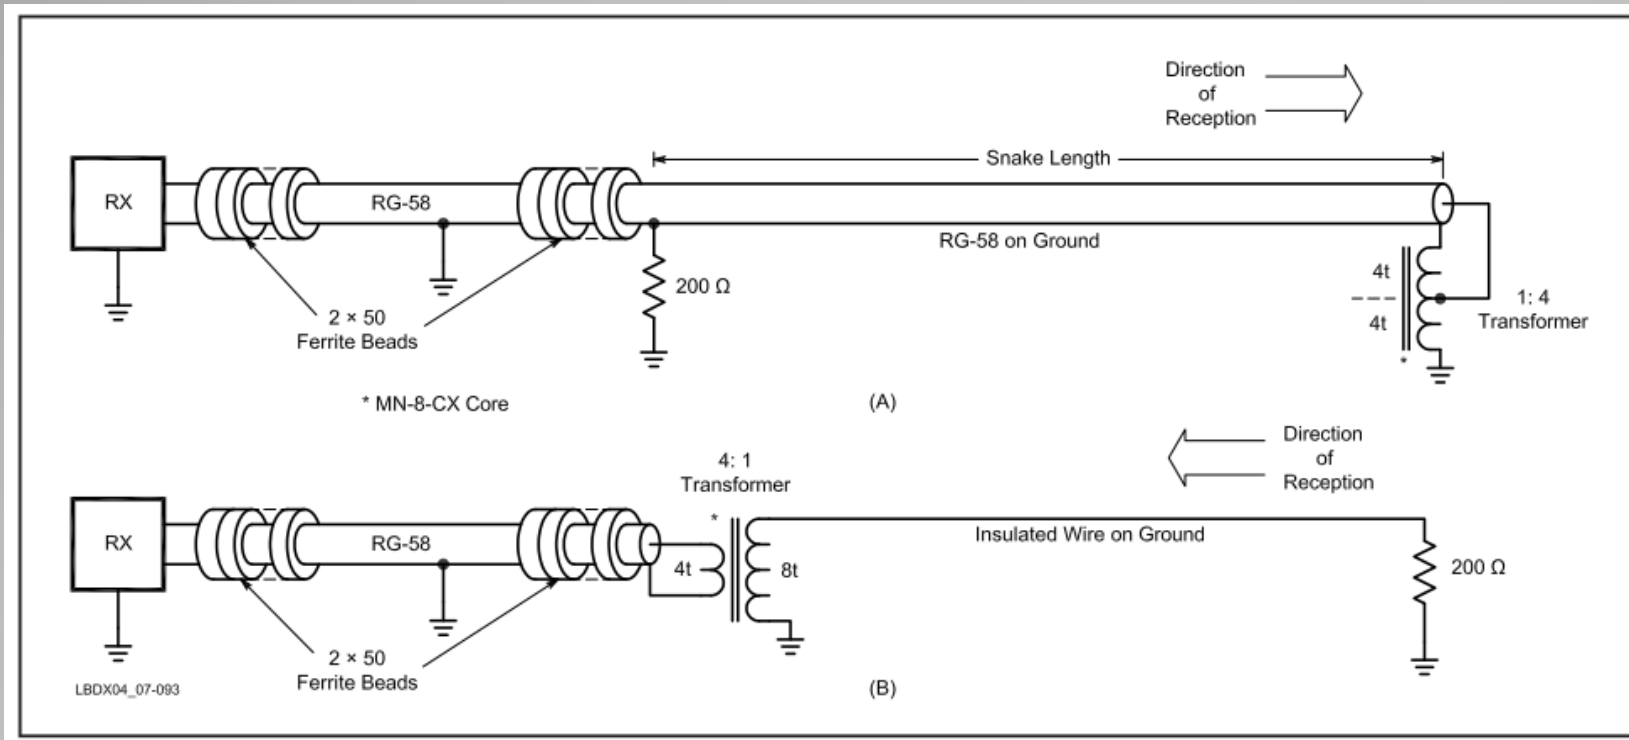 Direction
of
Reception
Snake Length
RX
RG-58
RG-58 on Ground
200 Ω
4t
4t
1: 4
Transformer
2 × 50
Ferrite Beads
*
* MN-8-CX Core
(A)
Direction
of
Reception
4: 1
Transformer
*
RX
RG-58
4t
8t
Insulated Wire on Ground
200 Ω
2 × 50
Ferrite Beads
LBDX04_07-093
(B)